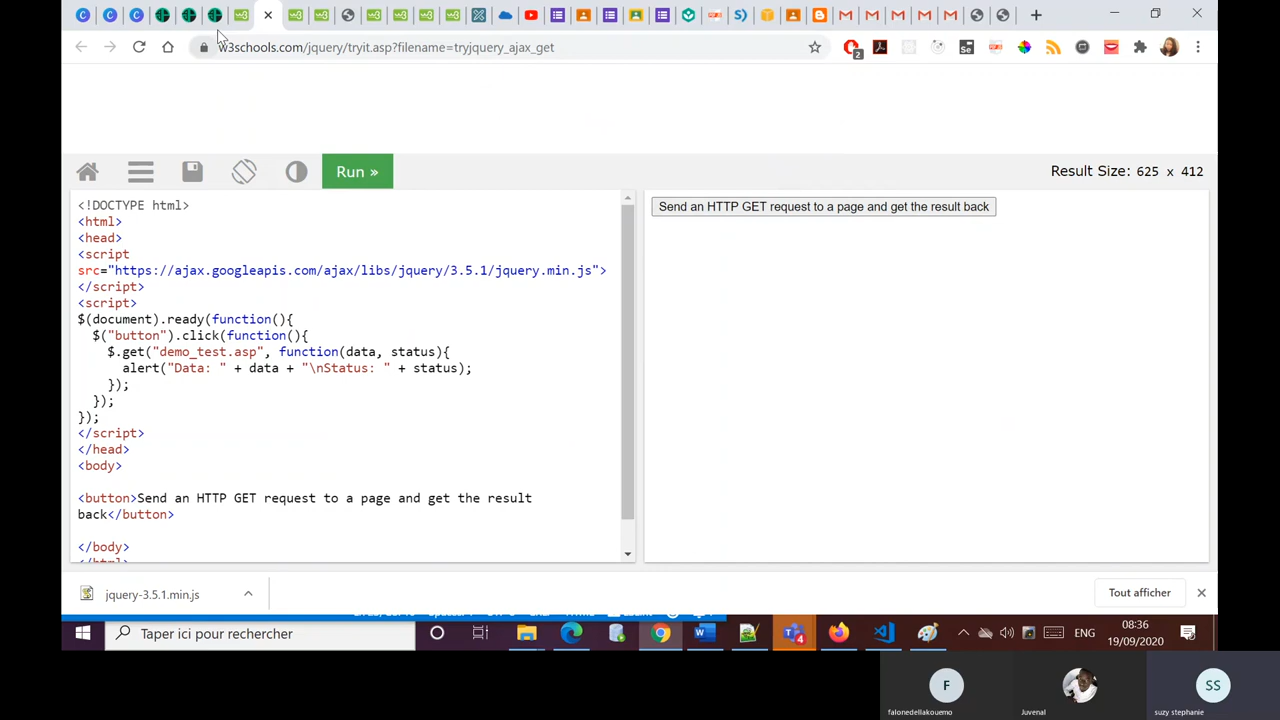 w3schools.com/jquery/tryit.asp?filename=tryjquery_ajax_get
Run »
Result Size: 625 x 412
<!DOCTYPE html>
<html>
<head>
<script
src="https://ajax.googleapis.com/ajax/libs/jquery/3.5.1/jquery.min.js">
</script>
<script>
$(document).ready(function(){
  $("button").click(function(){
    $.get("demo_test.asp", function(data, status){
      alert("Data: " + data + "\nStatus: " + status);
    });
  });
});
</script>
</head>
<body>
<button>Send an HTTP GET request to a page and get the result
back</button>
</body>
</html>
Send an HTTP GET request to a page and get the result back
jquery-3.5.1.min.js
Tout afficher
Taper ici pour rechercher
ENG
08:36
19/09/2020
F
falonedellakouemo
Juvenal
SS
suzy stephanie